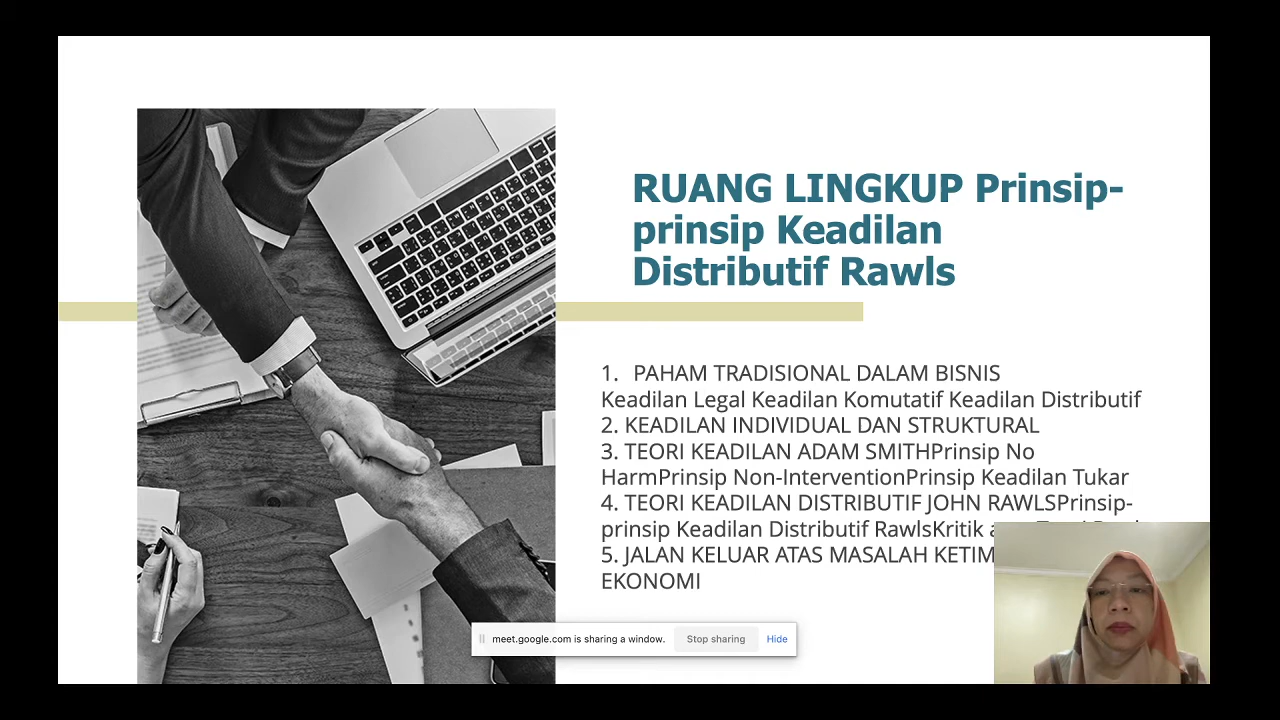 RUANG LINGKUP Prinsip-
prinsip Keadilan
Distributif Rawls
1. PAHAM TRADISIONAL DALAM BISNIS
Keadilan Legal Keadilan Komutatif Keadilan Distributif
2. KEADILAN INDIVIDUAL DAN STRUKTURAL
3. TEORI KEADILAN ADAM SMITHPrinsip No
HarmPrinsip Non-InterventionPrinsip Keadilan Tukar
4. TEORI KEADILAN DISTRIBUTIF JOHN RAWLSPrinsip-
prinsip Keadilan Distributif RawlsKritik
5. JALAN KELUAR ATAS MASALAH
EKONOMI
meet.google.com is sharing a window. Stop sharing Hide